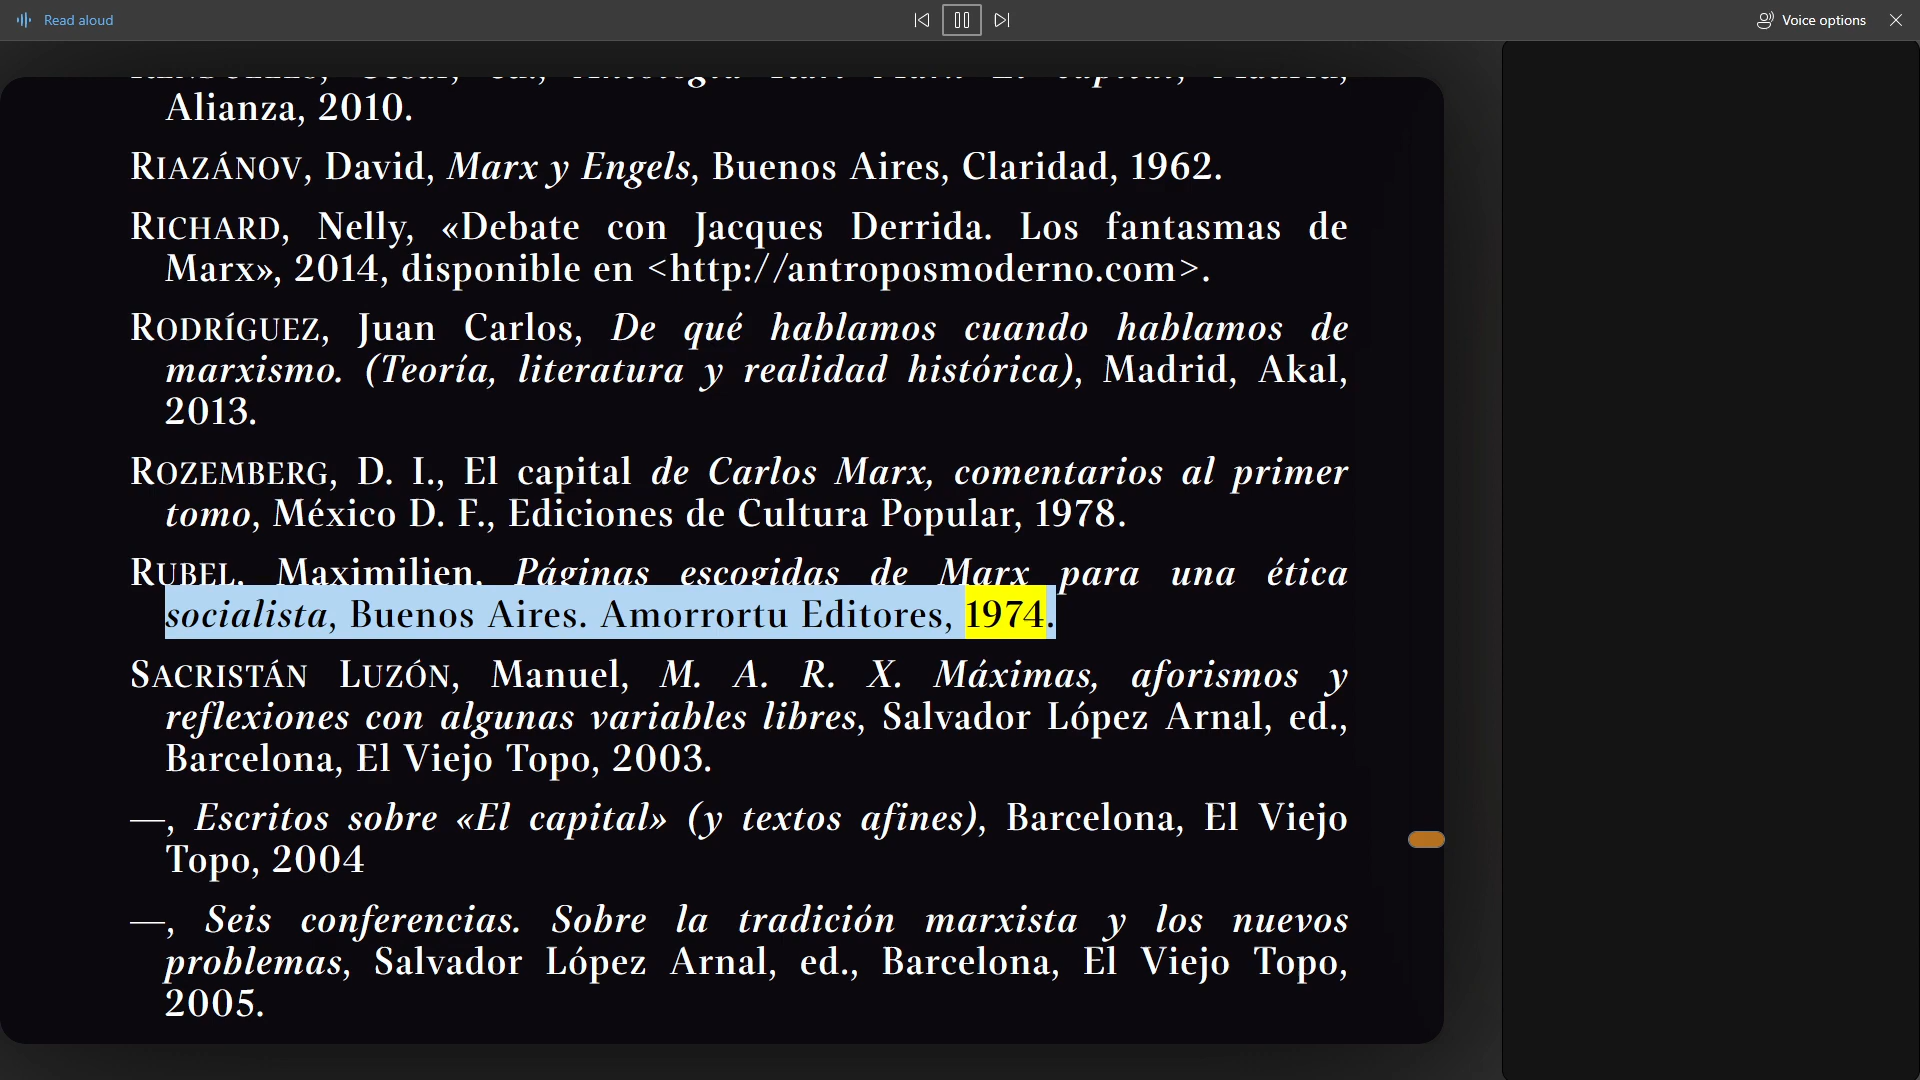 Read aloud
Voice options
Alianza, 2010.
RIAZÁNOV, David, Marx y Engels, Buenos Aires, Claridad, 1962.
RICHARD, Nelly, «Debate con Jacques Derrida. Los fantasmas de
Marx», 2014, disponible en <http://antroposmoderno.com>.
RODRÍGUEZ, Juan Carlos, De qué hablamos cuando hablamos de
marxismo. (Teoría, literatura y realidad histórica), Madrid, Akal,
2013.
ROZEMBERG, D. I., El capital de Carlos Marx, comentarios al primer
tomo, México D. F., Ediciones de Cultura Popular, 1978.
RUBEL, Maximilien, Páginas escogidas de Marx para una ética
socialista, Buenos Aires. Amorrortu Editores, 1974.
SACRISTÁN LUZÓN, Manuel, M. A. R. X. Máximas, aforismos y
reflexiones con algunas variables libres, Salvador López Arnal, ed.,
Barcelona, El Viejo Topo, 2003.
—, Escritos sobre «El capital» (y textos afines), Barcelona, El Viejo
Topo, 2004
—, Seis conferencias. Sobre la tradición marxista y los nuevos
problemas, Salvador López Arnal, ed., Barcelona, El Viejo Topo,
2005.